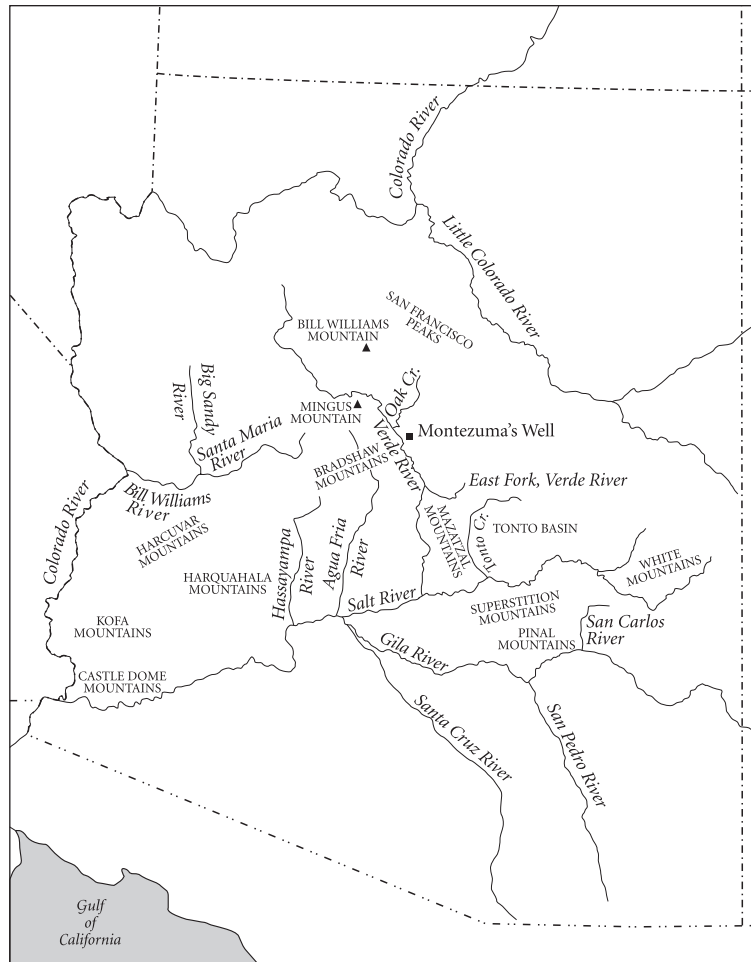 Colorado River
Little Colorado River
SAN FRANCISCO
PEAKS
BILL WILLIAMS
MOUNTAIN
Big Sandy
River
Oak Cr.
MINGUS
MOUNTAIN
Santa Maria
River
Verde River
Montezuma's Well
BRADSHAW
MOUNTAINS
Bill Williams
River
East Fork, Verde River
Colorado River
HARCUVAR
MOUNTAINS
MAZATZAL
MOUNTAINS
Tonto Cr.
TONTO BASIN
Hassayampa
River
Agua Fria
River
HARQUAHALA
MOUNTAINS
WHITE
MOUNTAINS
Salt River
SUPERSTITION
MOUNTAINS
KOFA
MOUNTAINS
PINAL
MOUNTAINS
San Carlos
River
Gila River
CASTLE DOME
MOUNTAINS
Santa Cruz River
San Pedro River
Gulf
of
California